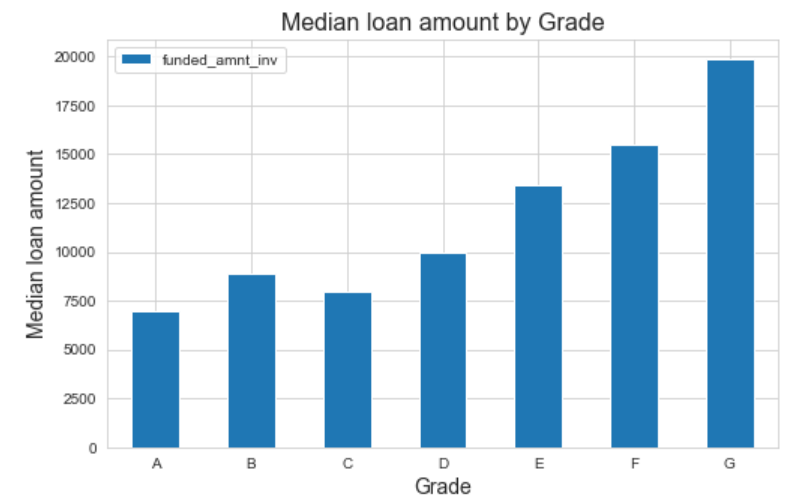 Median loan amount by Grade
funded_amnt_inv
Median loan amount
20000
17500
15000
12500
10000
7500
5000
2500
0
A B C D E F G
Grade